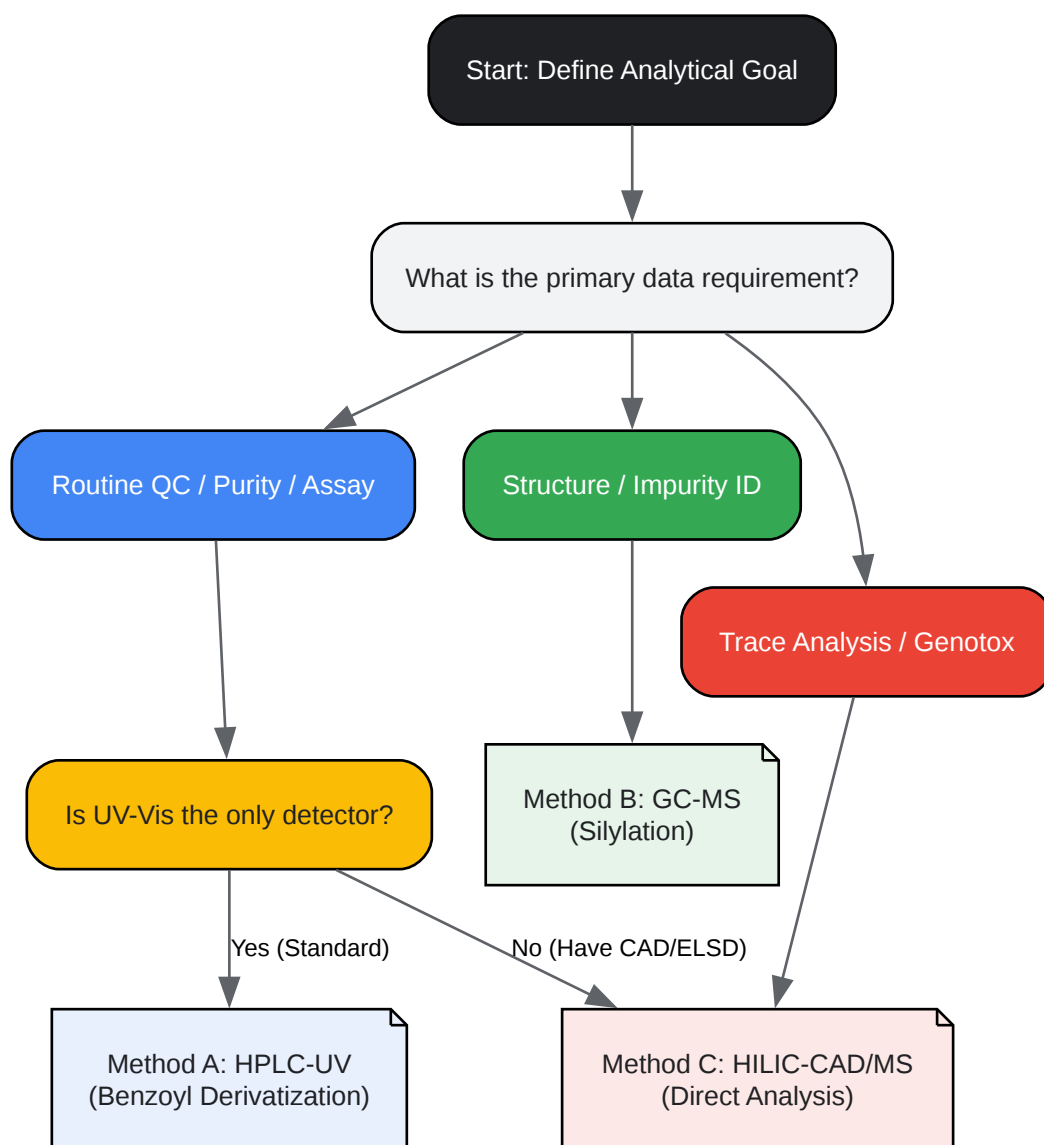 Start: Define Analytical Goal
What is the primary data requirement?
Routine QC / Purity / Assay
Structure / Impurity ID
Trace Analysis / Genotox
Is UV-Vis the only detector?
Method B: GC-MS
(Silylation)
Yes (Standard)
No (Have CAD/ELSD)
Method A: HPLC-UV
(Benzoyl Derivatization)
Method C: HILIC-CAD/MS
(Direct Analysis)